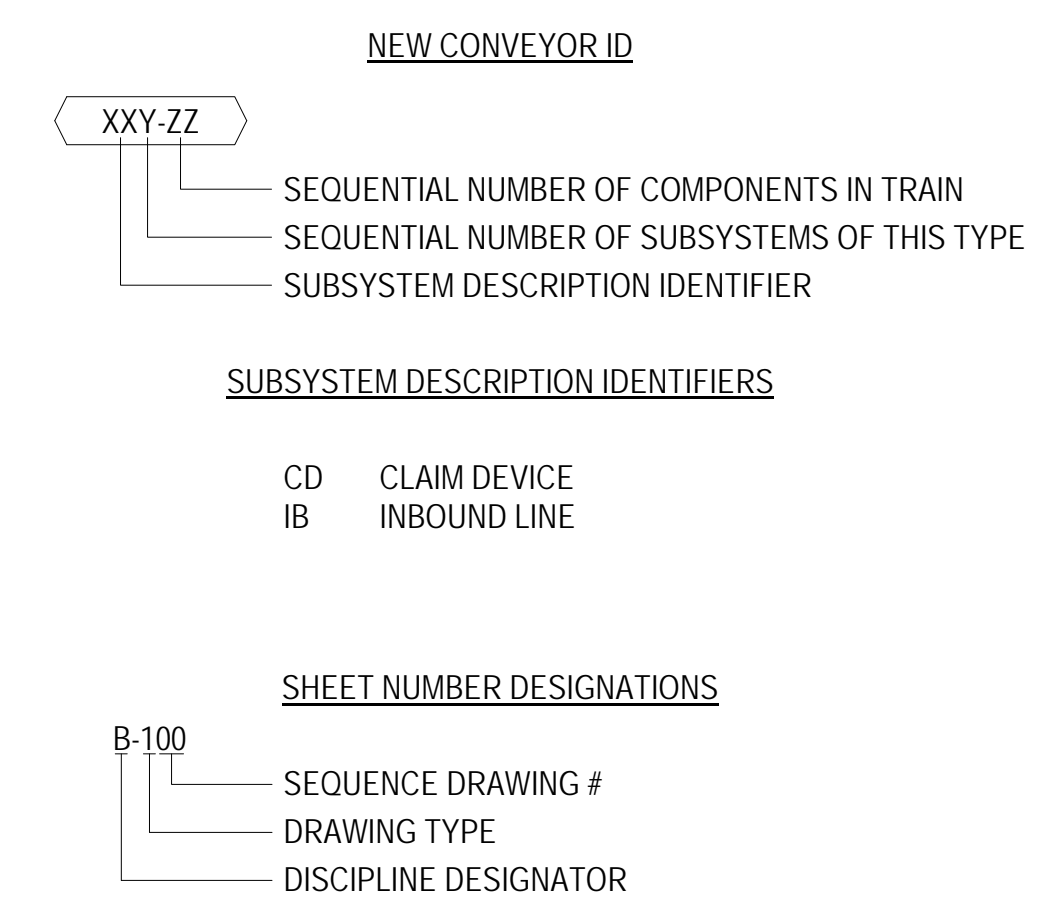 NEW CONVEYOR ID
XXY-ZZ
SEQUENTIAL NUMBER OF COMPONENTS IN TRAIN
SEQUENTIAL NUMBER OF SUBSYSTEMS OF THIS TYPE
SUBSYSTEM DESCRIPTION IDENTIFIER
SUBSYSTEM DESCRIPTION IDENTIFIERS
CD CLAIM DEVICE
IB INBOUND LINE
SHEET NUMBER DESIGNATIONS
B-100
SEQUENCE DRAWING #
DRAWING TYPE
DISCIPLINE DESIGNATOR